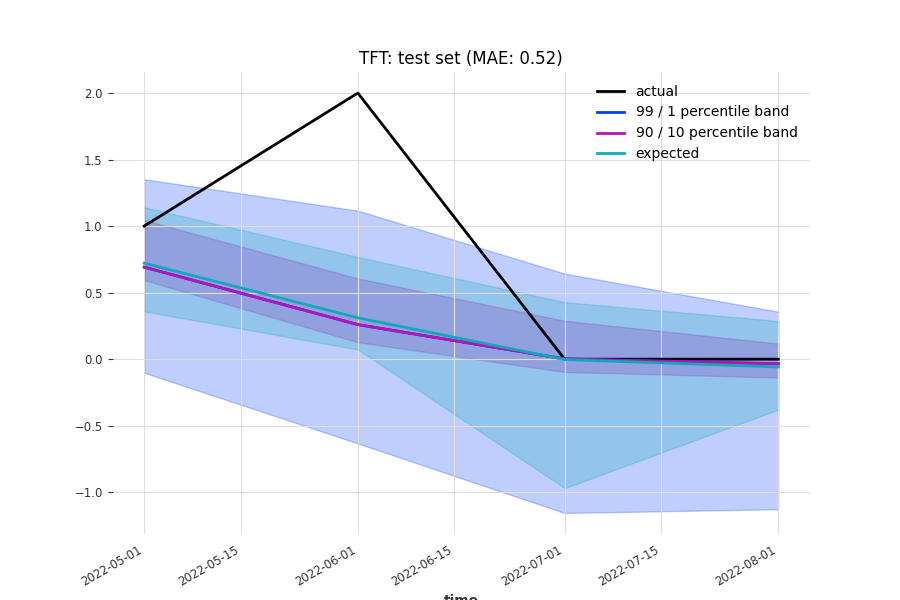 TFT: test set (MAE: 0.52)
actual
99 / 1 percentile band
90 / 10 percentile band
expected
2.0
1.5
1.0
0.5
0.0
−0.5
−1.0
2022-05-01
2022-05-15
2022-06-01
2022-06-15
2022-07-01
2022-07-15
2022-08-01
time